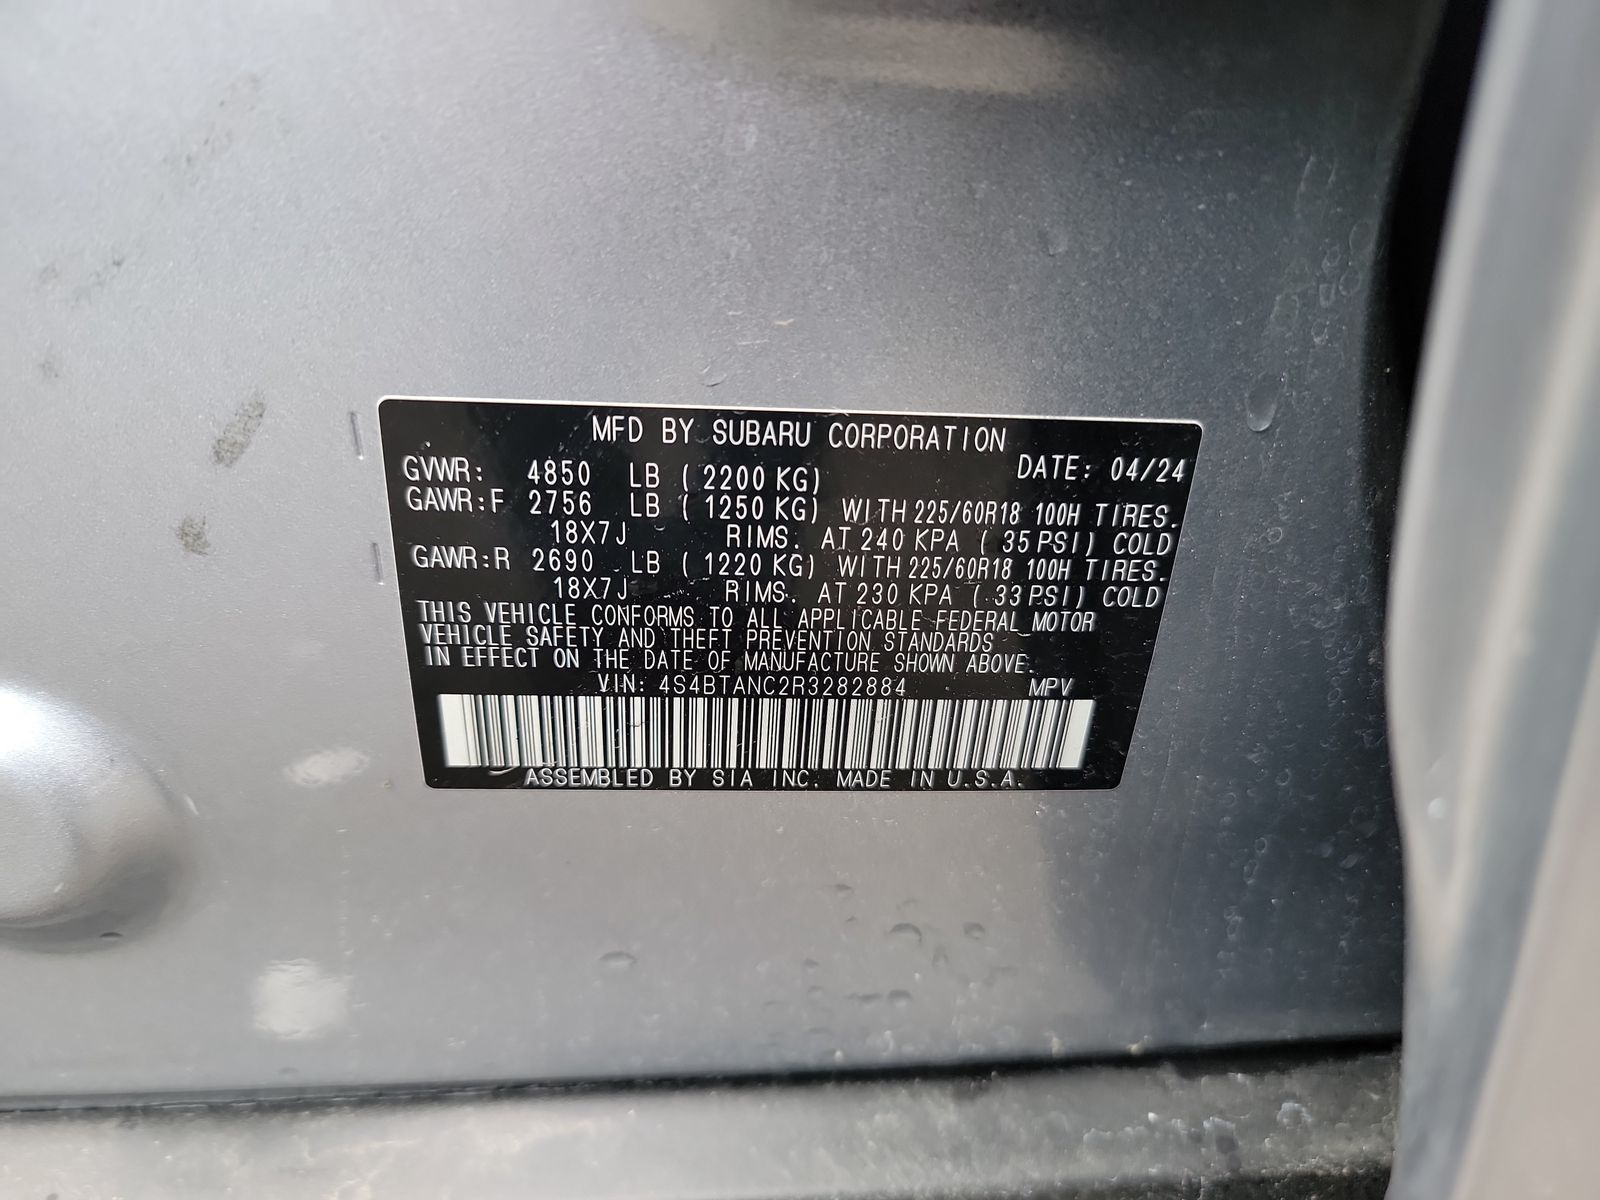 MFD BY SUBARU CORPORATION
GVWR: 4850 LB ( 2200 KG) DATE: 04/24
GAWR:F 2756 LB ( 1250 KG) WITH 225/60R18 100H TIRES.
18X7J RIMS. AT 240 KPA ( 35 PSI) COLD
GAWR:R 2690 LB ( 1220 KG) WITH 225/60R18 100H TIRES.
18X7J RIMS. AT 230 KPA ( 33 PSI) COLD
THIS VEHICLE CONFORMS TO ALL APPLICABLE FEDERAL MOTOR
VEHICLE SAFETY AND THEFT PREVENTION STANDARDS
IN EFFECT ON THE DATE OF MANUFACTURE SHOWN ABOVE.
VIN: 4S4BTANC2R3282884 MPV
ASSEMBLED BY SIA INC. MADE IN U.S.A.